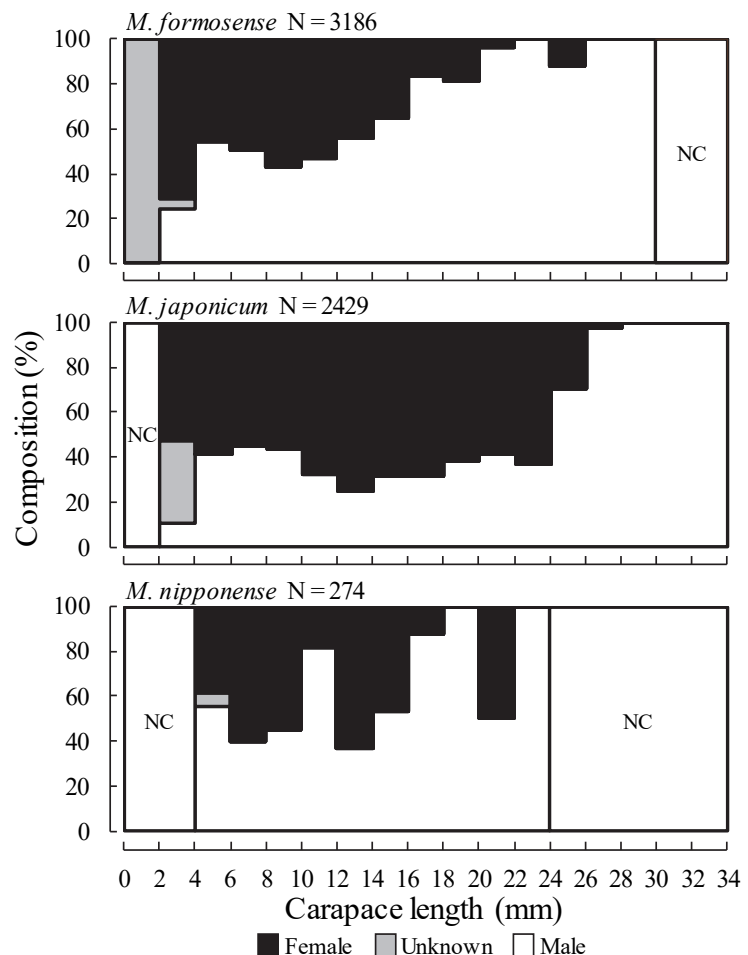 M. formosense N = 3186
100
80
60
40
20
0
NC
M. japonicum N = 2429
100
80
60
40
20
0
NC
M. nipponense N = 274
100
80
60
40
20
0
NC
NC
Composition (%)
0 2 4 6 8 10 12 14 16 18 20 22 24 26 28 30 32 34
Carapace length (mm)
Female Unknown Male